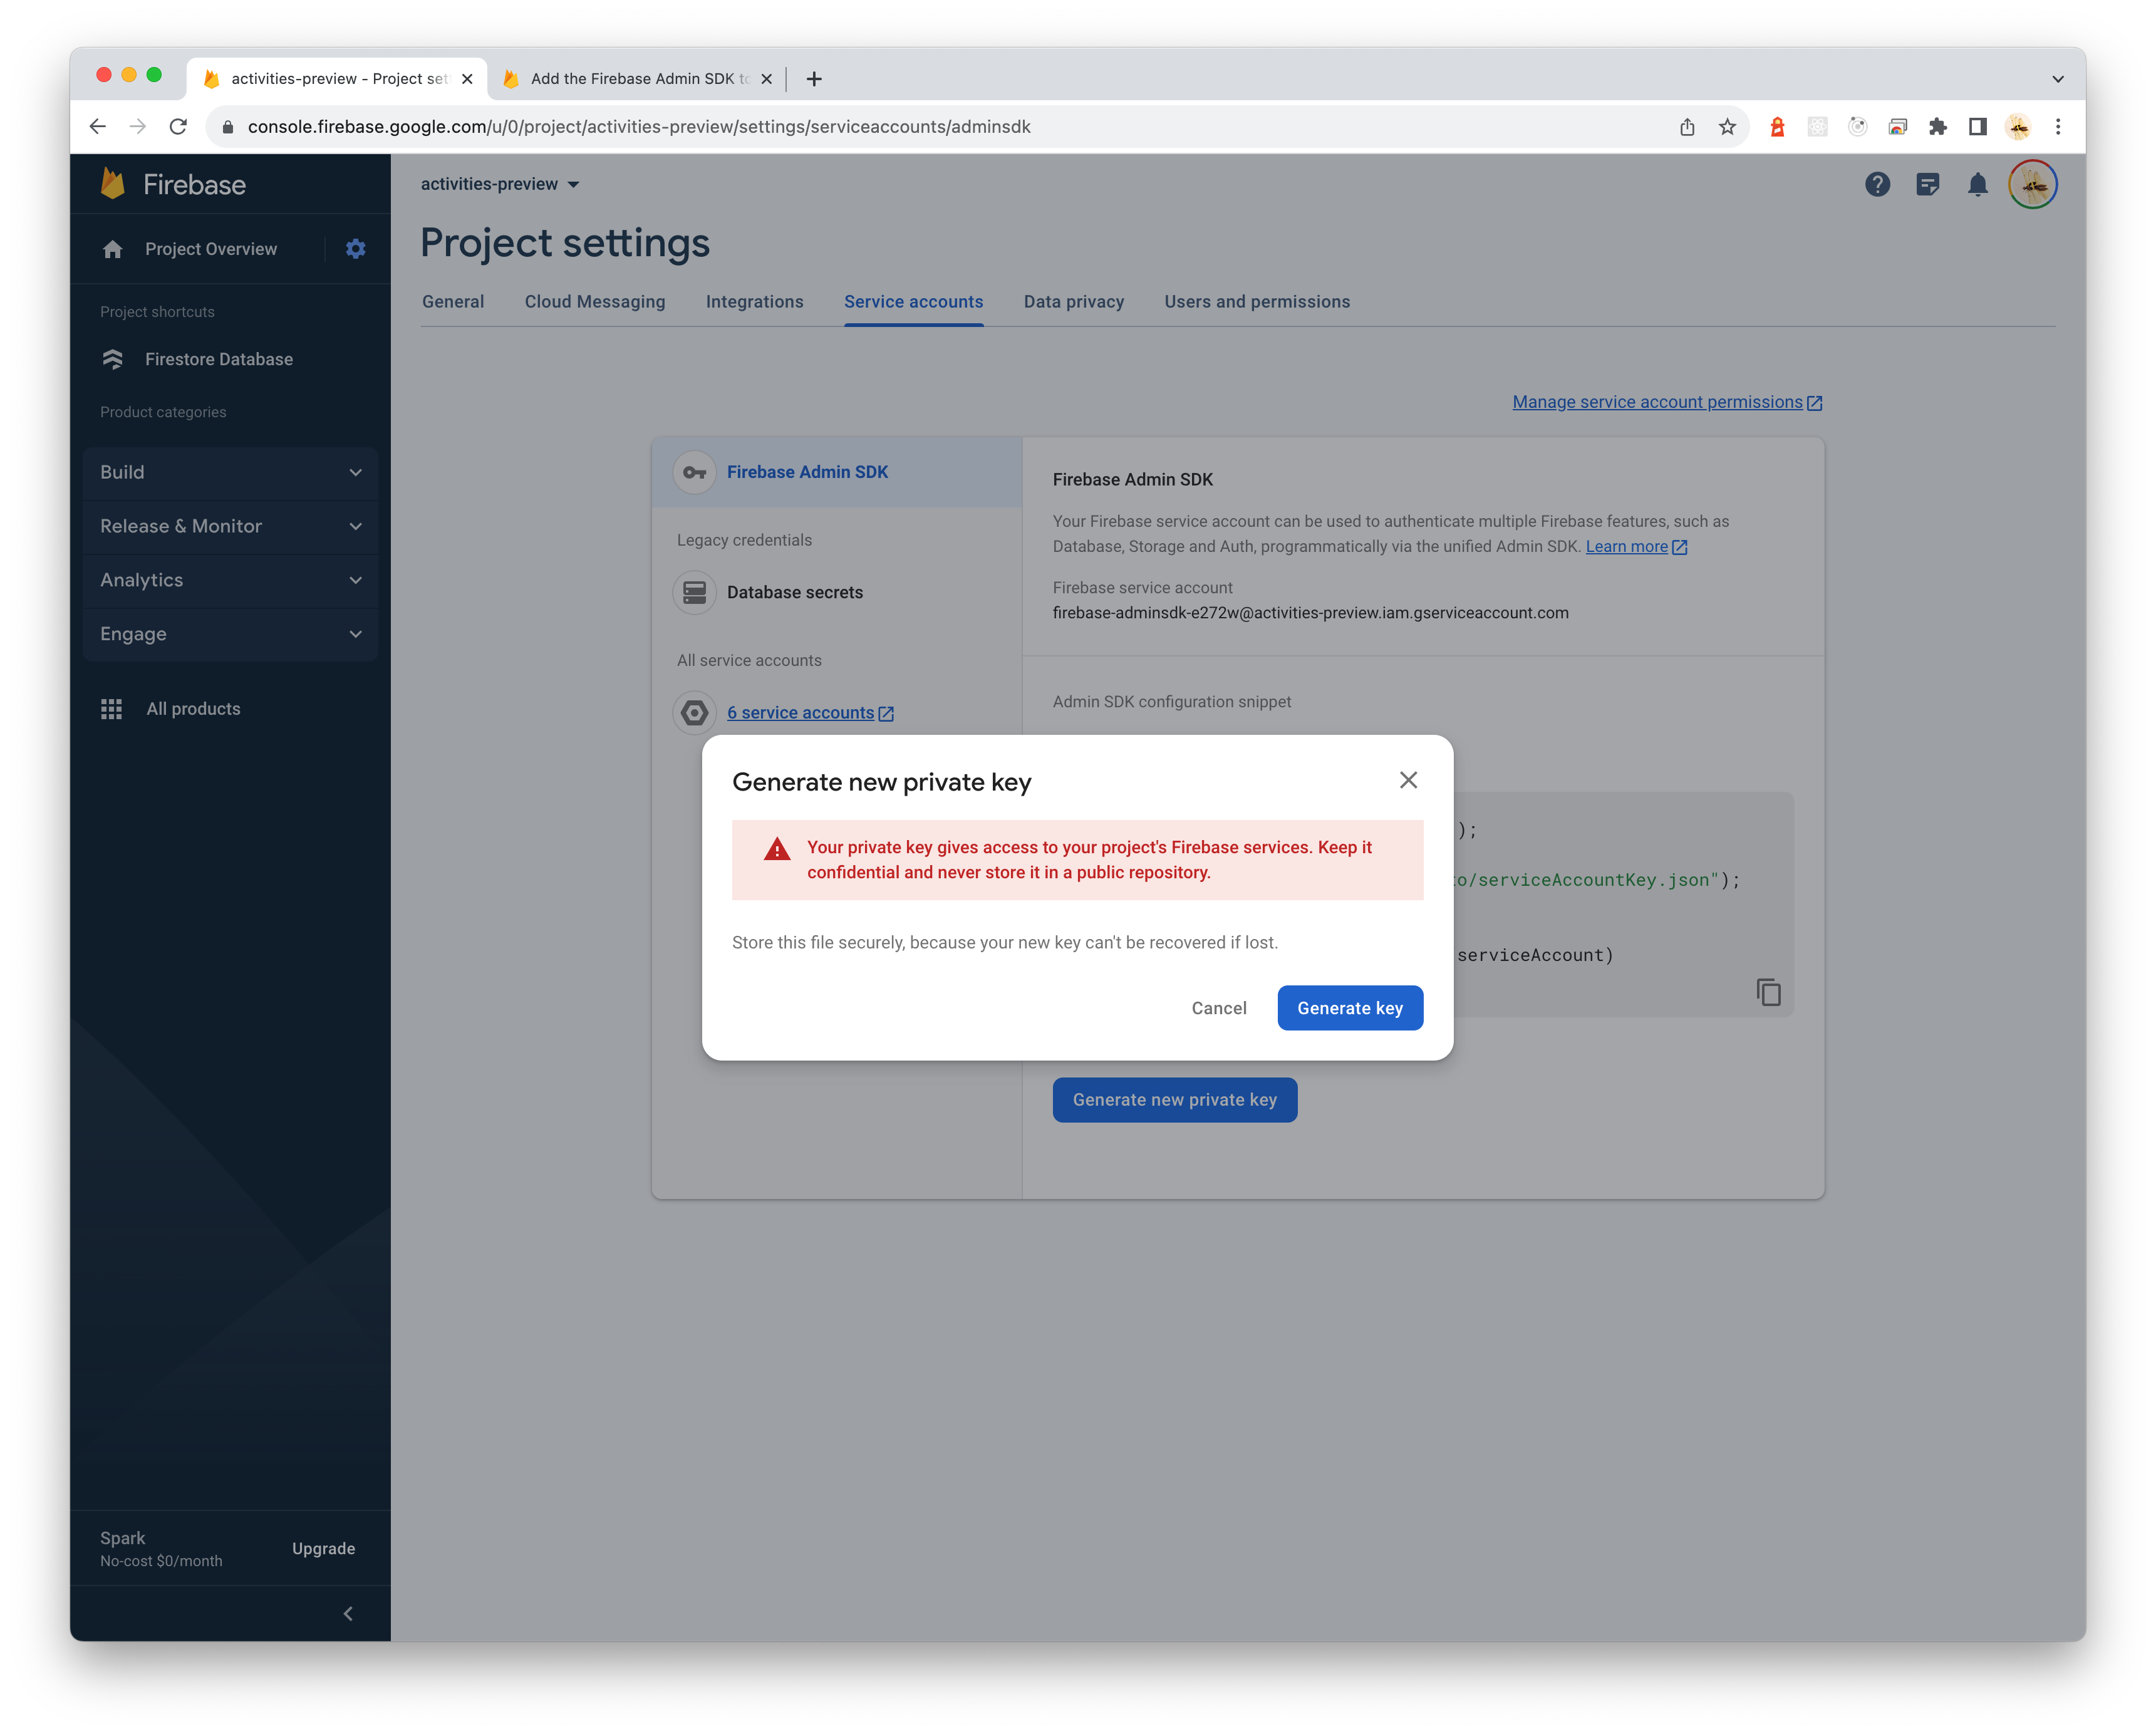 activities-preview - Project set
Add the Firebase Admin SDK to
console.firebase.google.com/u/0/project/activities-preview/settings/serviceaccounts/adminsdk
Firebase
Project Overview
Project shortcuts
Firestore Database
Product categories
Build
Release & Monitor
Analytics
Engage
All products
Spark
No-cost $0/month
Upgrade
activities-preview
Project settings
General
Cloud Messaging
Integrations
Service accounts
Data privacy
Users and permissions
Manage service account permissions
Firebase Admin SDK
Legacy credentials
Database secrets
All service accounts
6 service accounts
Firebase Admin SDK
Your Firebase service account can be used to authenticate multiple Firebase features, such as
Database, Storage and Auth, programmatically via the unified Admin SDK. Learn more
Firebase service account
firebase-adminsdk-e272w@activities-preview.iam.gserviceaccount.com
Admin SDK configuration snippet
);
to/serviceAccountKey.json");
serviceAccount)
Generate new private key
Your private key gives access to your project's Firebase services. Keep it
confidential and never store it in a public repository.
Store this file securely, because your new key can't be recovered if lost.
Cancel
Generate key
Generate new private key